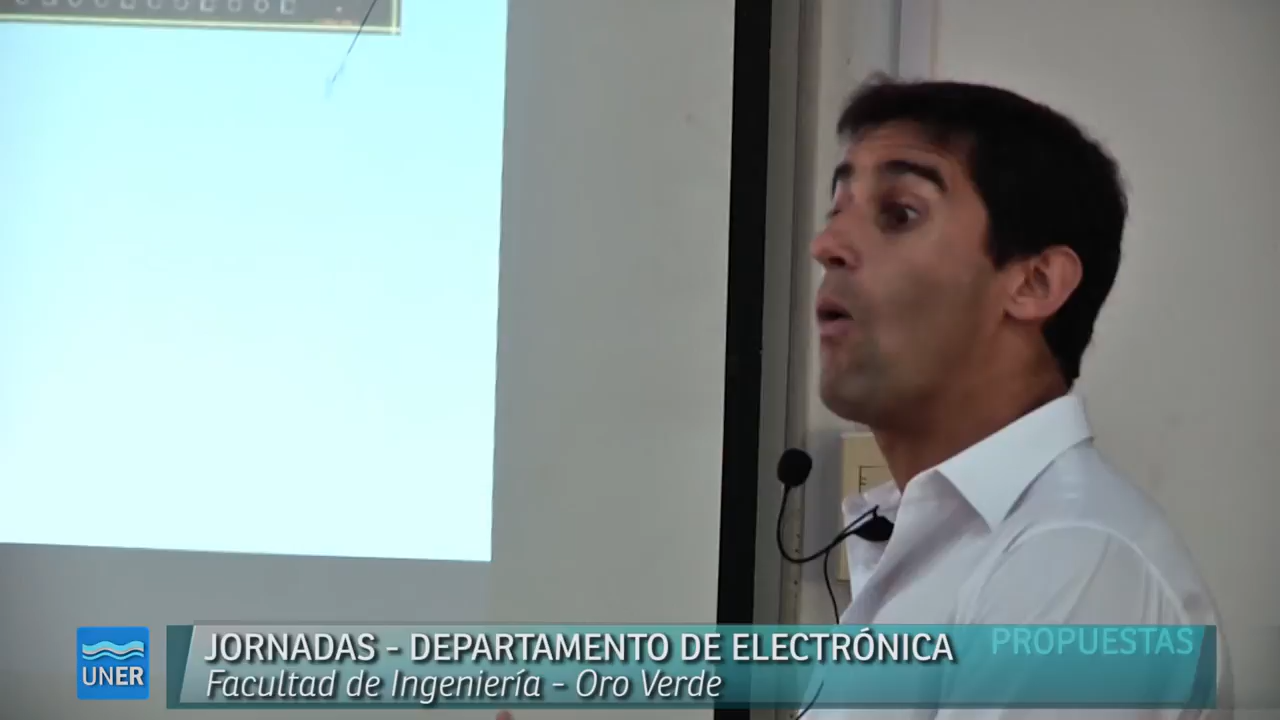 JORNADAS - DEPARTAMENTO DE ELECTRÓNICA
PROPUESTAS
Facultad de Ingeniería - Oro Verde
UNER